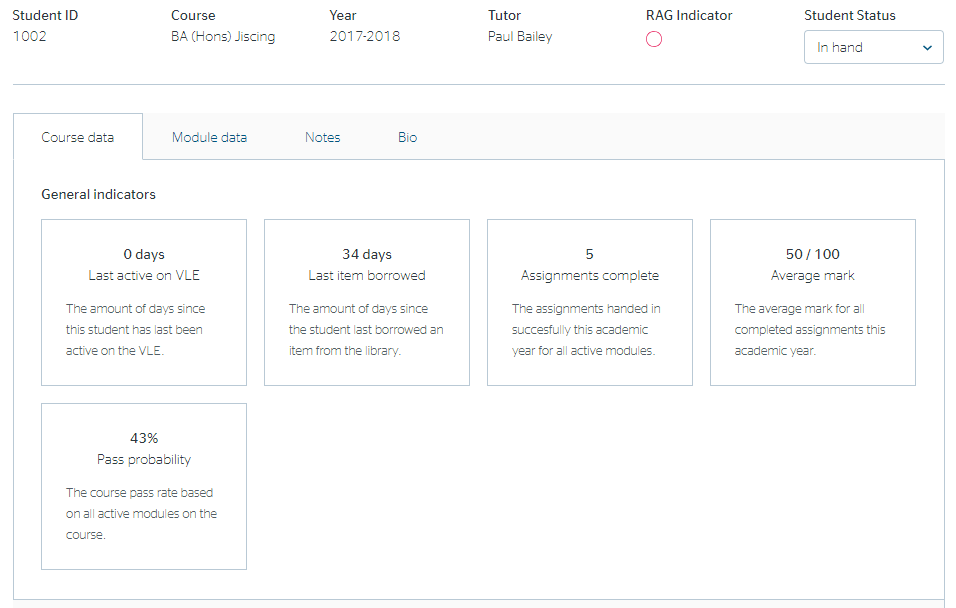 Student ID Course Year Tutor RAG Indicator Student Status
1002 BA (Hons) Jiscing 2017-2018 Paul Bailey
In hand
Course data Module data Notes Bio
General indicators
0 days
Last active on VLE
The amount of days since
this student has last been
active on the VLE.
34 days
Last item borrowed
The amount of days since
the student last borrowed an
item from the library.
5
Assignments complete
The assignments handed in
succesfully this academic
year for all active modules.
50 / 100
Average mark
The average mark for all
completed assignments this
academic year.
43%
Pass probability
The course pass rate based
on all active modules on the
course.